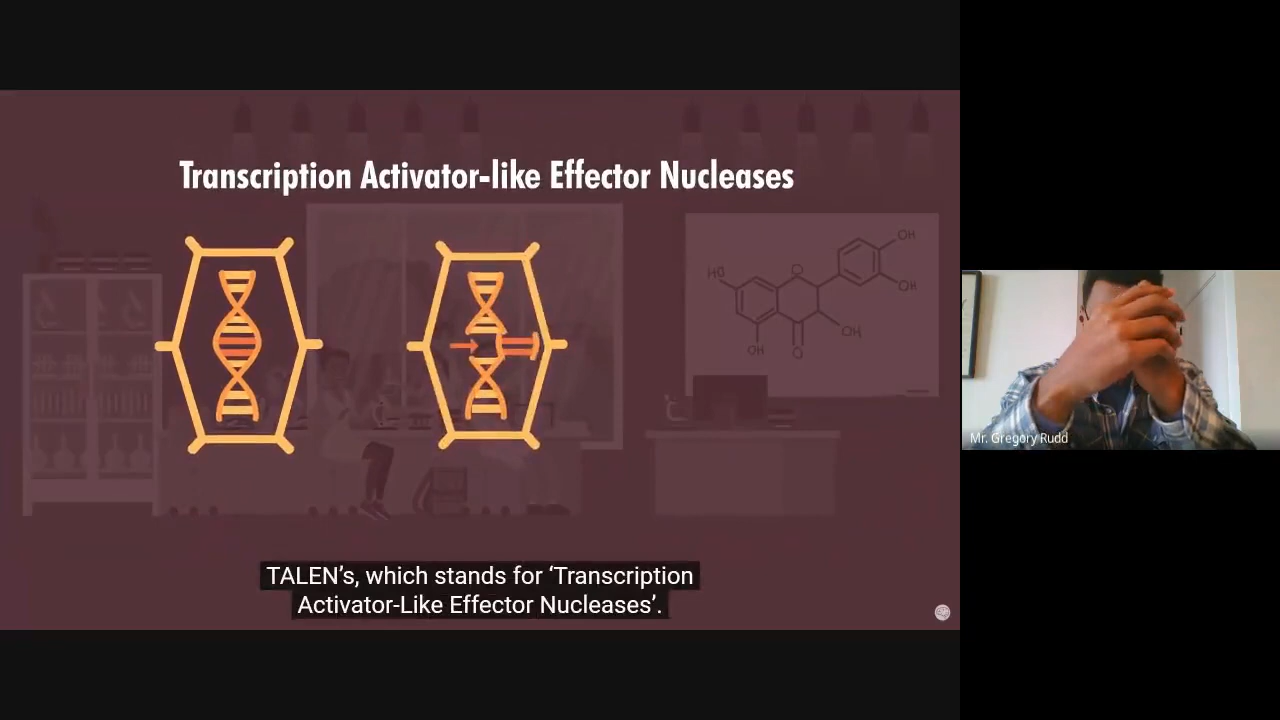 Transcription Activator-like Effector Nucleases
OH
HO
O
OH
OH
OH
O
TALEN’s, which stands for ‘Transcription
Activator-Like Effector Nucleases’.
Mr. Gregory Rudd